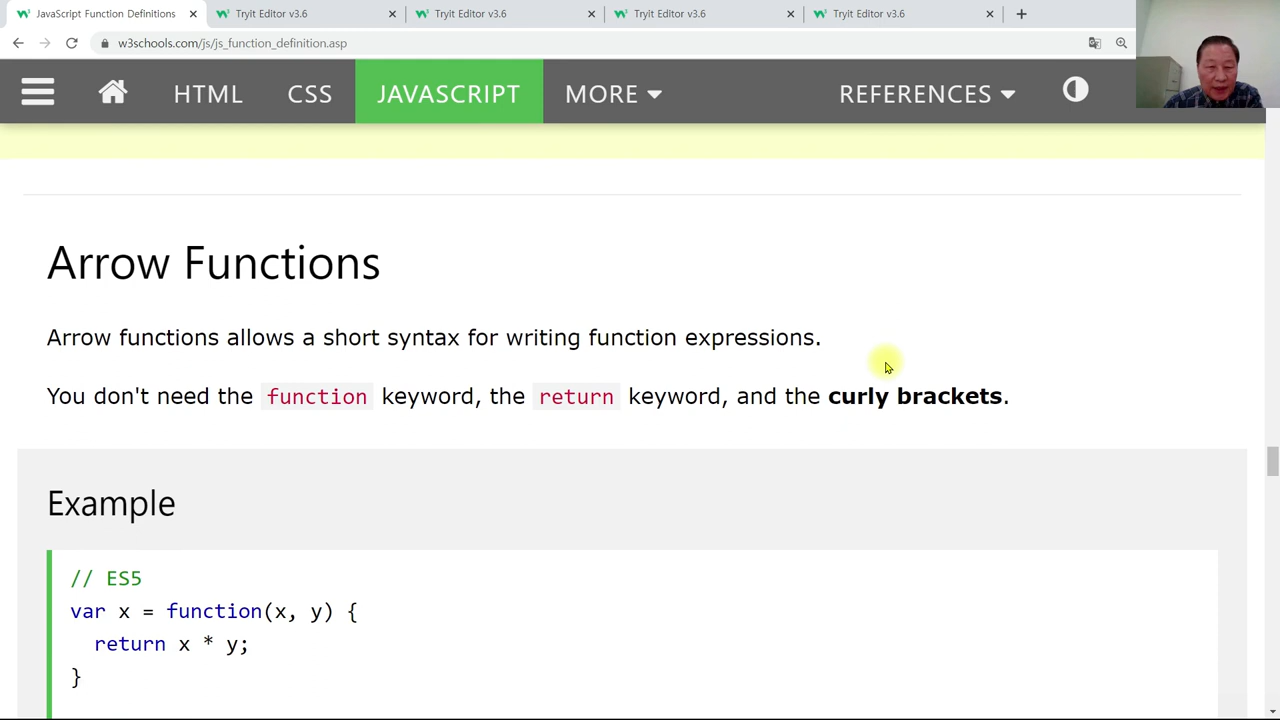 JavaScript Function Definitions
Tryit Editor v3.6
Tryit Editor v3.6
Tryit Editor v3.6
Tryit Editor v3.6
w3schools.com/js/js_function_definition.asp
HTML CSS JAVASCRIPT MORE REFERENCES
Arrow Functions
Arrow functions allows a short syntax for writing function expressions.
You don't need the function keyword, the return keyword, and the curly brackets.
Example
// ES5
var x = function(x, y) {
return x * y;
}